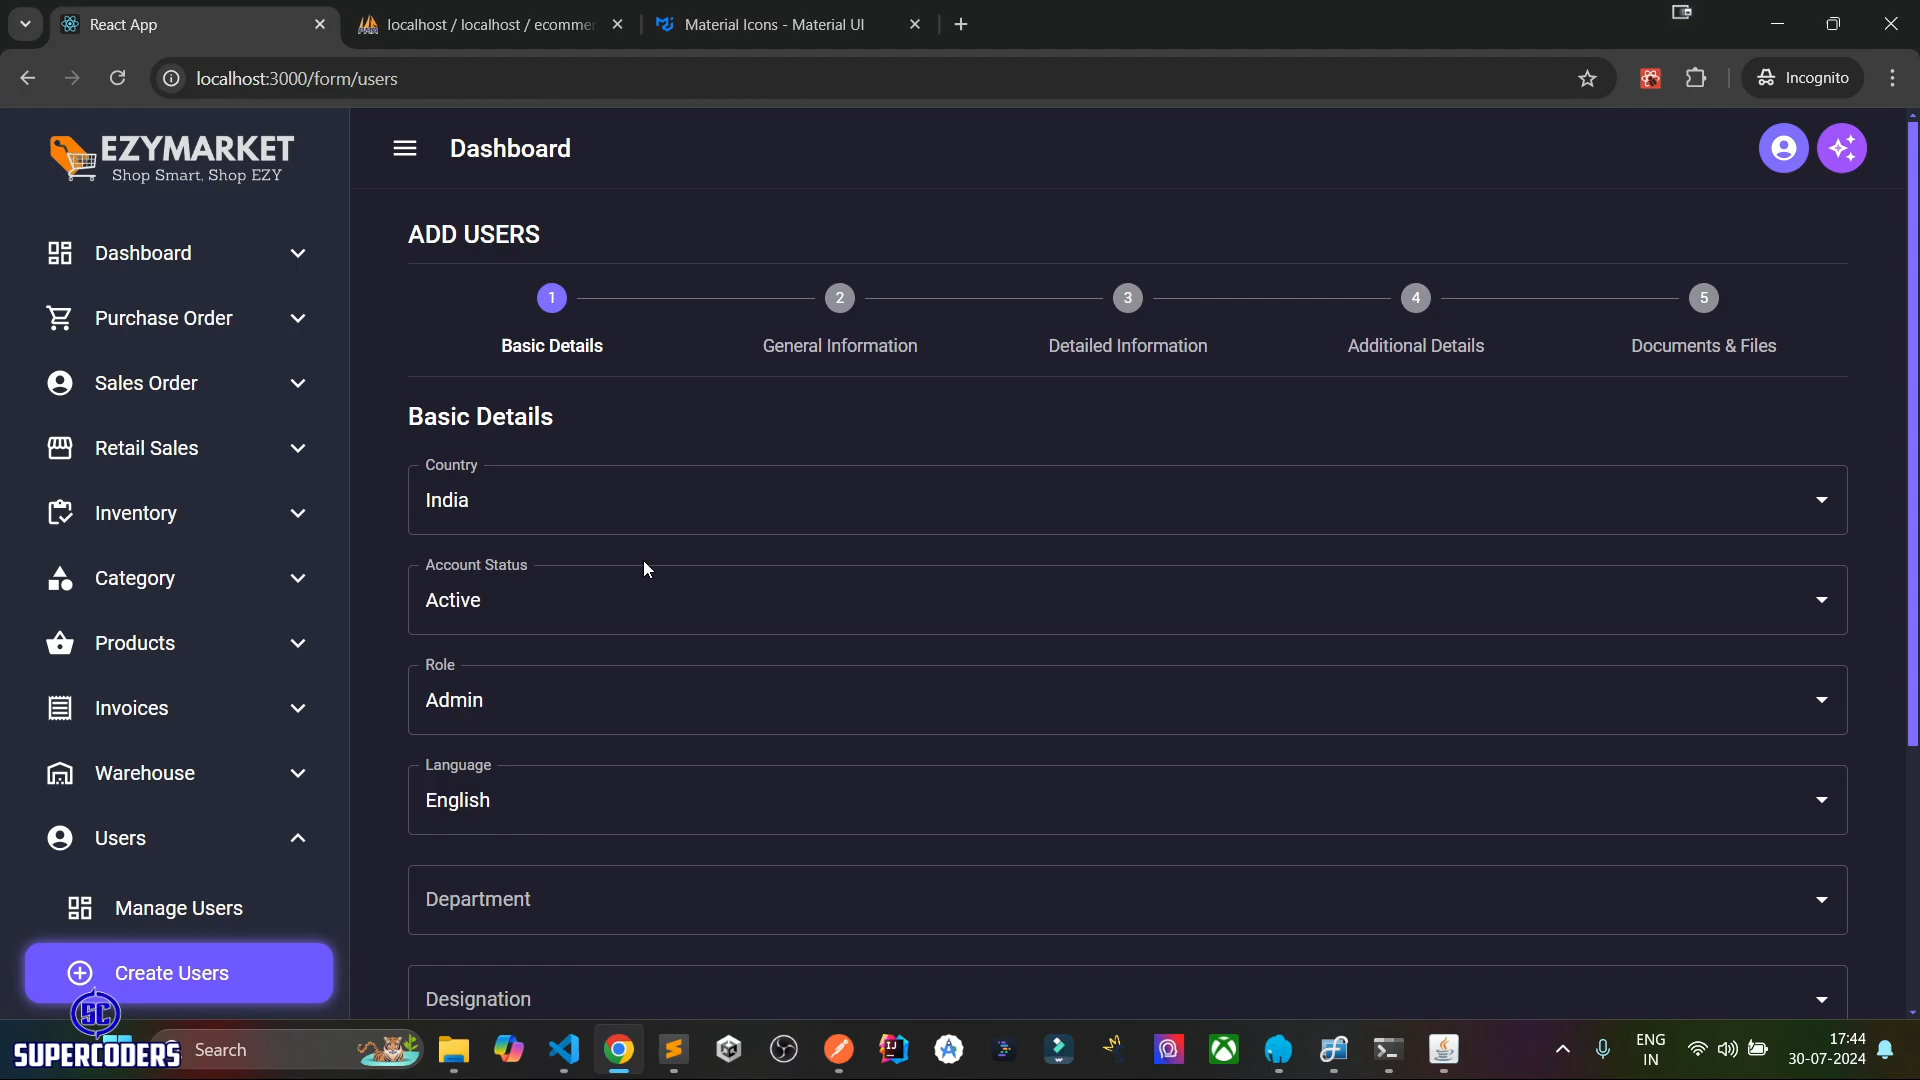 React App
localhost / localhost / ecomme
Material Icons - Material UI
localhost:3000/form/users
Incognito
EZYMARKET
Shop Smart, Shop EZY
Dashboard
Purchase Order
Sales Order
Retail Sales
Inventory
Category
Products
Invoices
Warehouse
Users
Manage Users
Create Users
Dashboard
ADD USERS
1
2
3
4
5
Basic Details
General Information
Detailed Information
Additional Details
Documents & Files
Basic Details
Country
India
Account Status
Active
Role
Admin
Language
English
Department
Designation
SC
SUPERCODERS
Search
ENG
IN
17:44
30-07-2024